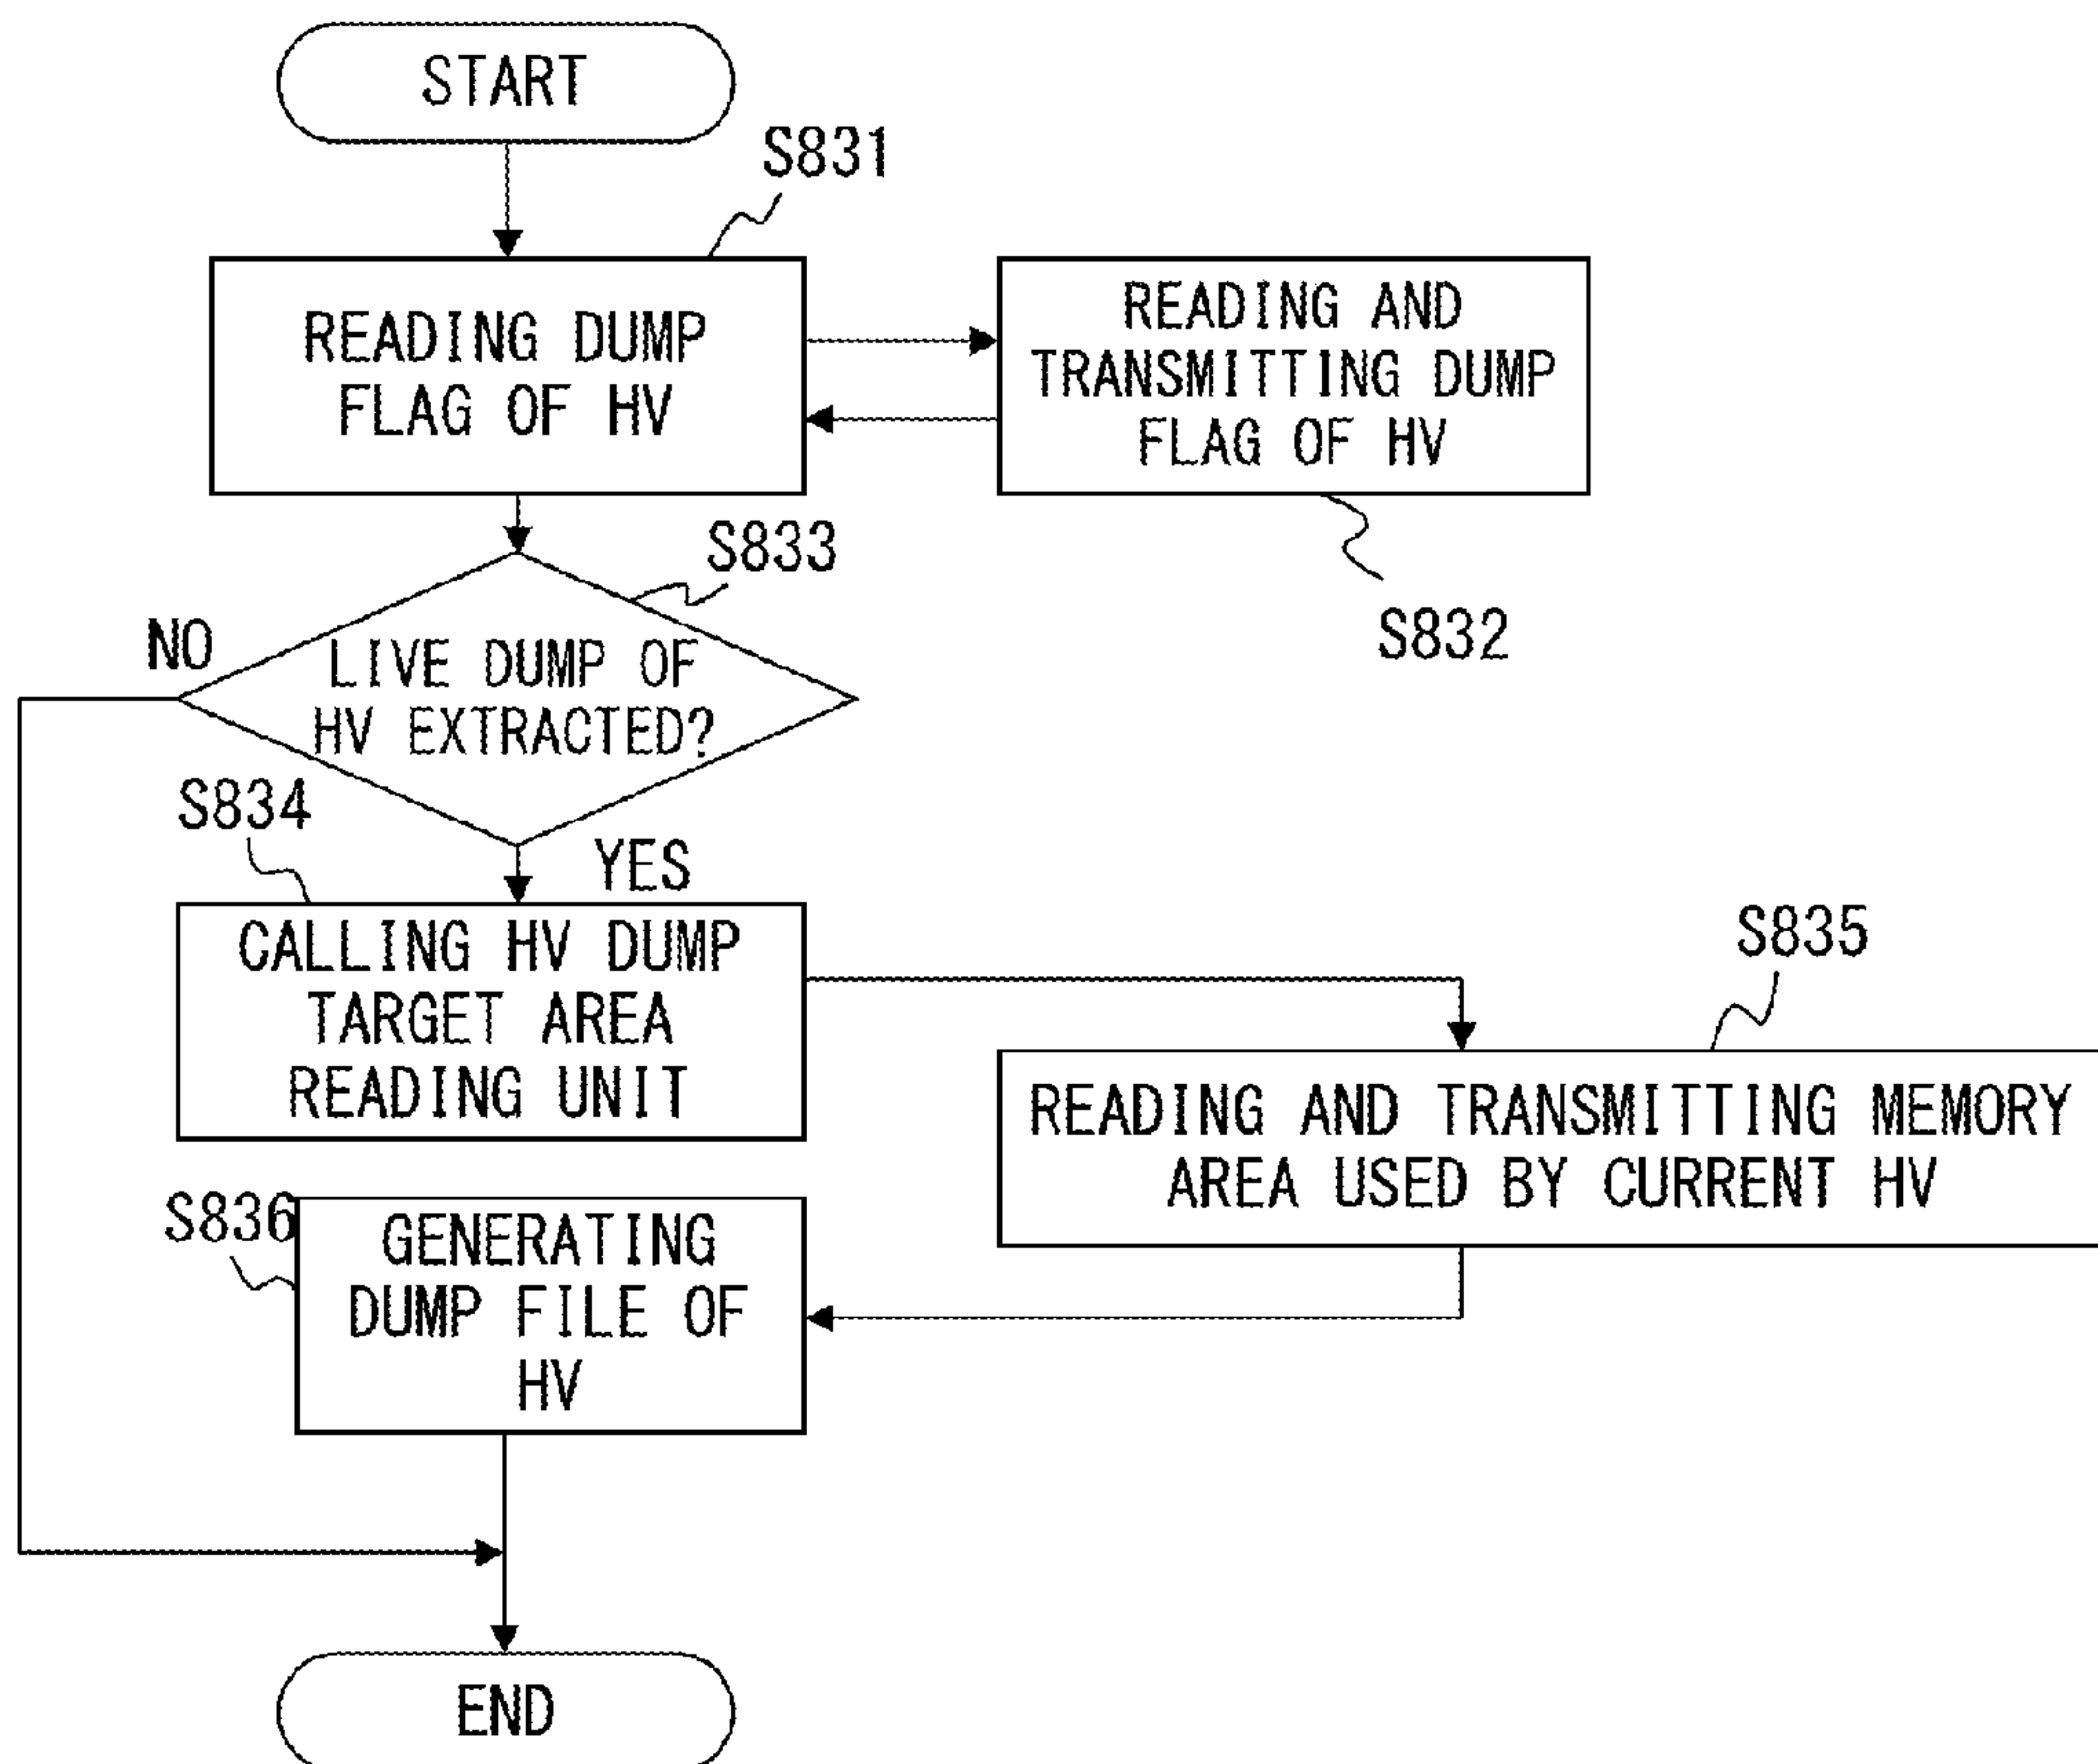 START
S831
READING DUMP
FLAG OF HV
READING AND
TRANSMITTING DUMP
FLAG OF HV
S832
S833
NO
LIVE DUMP OF
HV EXTRACTED?
YES
S834
CALLING HV DUMP
TARGET AREA
READING UNIT
S835
READING AND TRANSMITTING MEMORY
AREA USED BY CURRENT HV
S836
GENERATING
DUMP FILE OF
HV
END